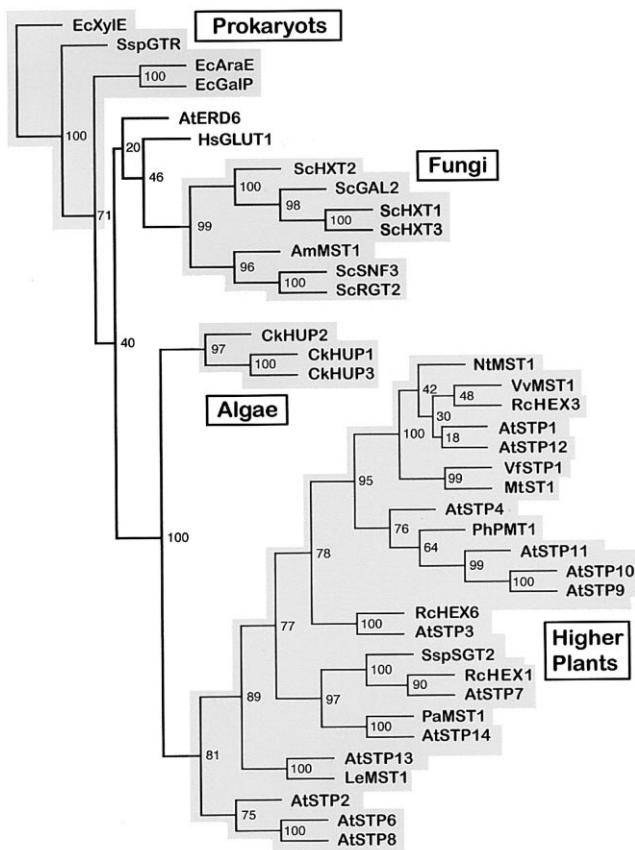 EcXylE
Prokaryots
SspGTR
EcAraE
100
EcGalP
100
AtERD6
20
HsGLUT1
Fungi
46
ScHXT2
100
ScGAL2
71
98
ScHXT1
99
100
ScHXT3
AmMST1
96
ScSNF3
100
ScRGT2
CkHUP2
40
97
CkHUP1
100
CkHUP3
Algae
NtMST1
42
VvMST1
48
RcHEX3
30
100
AtSTP1
18
AtSTP12
95
VfSTP1
99
MtST1
AtSTP4
76
PhPMT1
100
78
64
AtSTP11
99
AtSTP10
100
AtSTP9
RcHEX6
77
100
AtSTP3
Higher
Plants
SspSGT2
100
RcHEX1
89
90
AtSTP7
97
PaMST1
100
AtSTP14
81
AtSTP13
100
LeMST1
AtSTP2
75
AtSTP6
100
AtSTP8